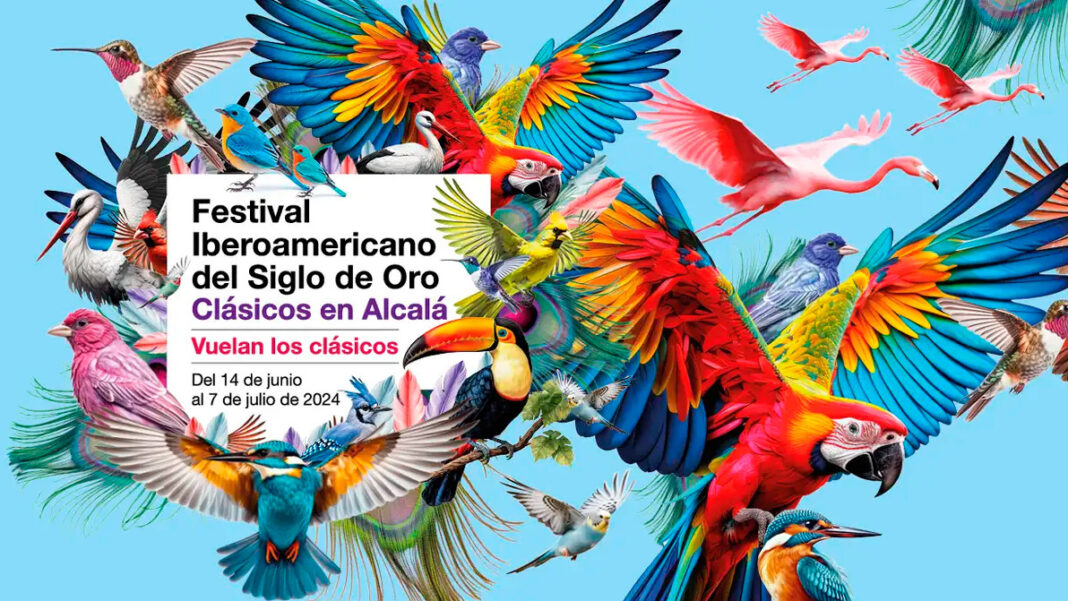 Festival
Iberoamericano
del Siglo de Oro
Clásicos en Alcalá
Vuelan los clásicos
Del 14 de junio
al 7 de julio de 2024